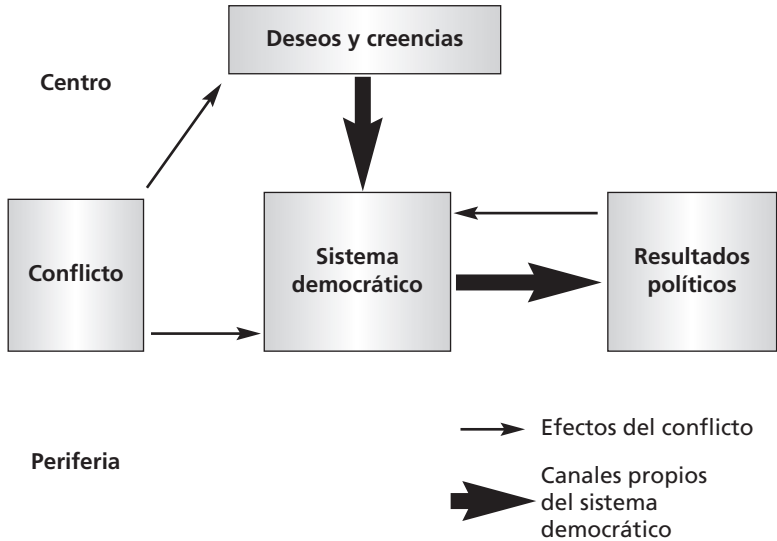 Deseos y creencias
Centro
Conflicto
Sistema
democrático
Resultados
políticos
Efectos del conflicto
Periferia
Canales propios
del sistema
democrático